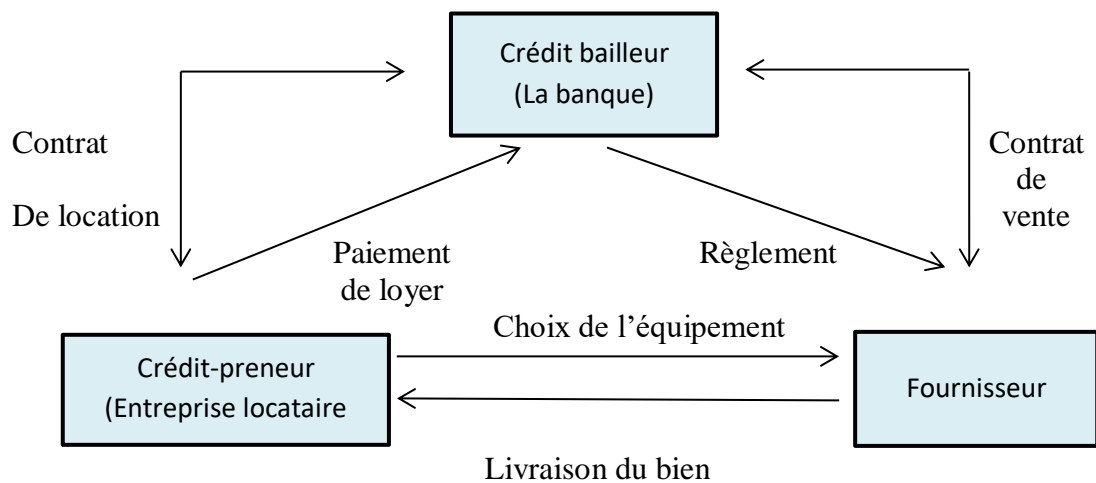 Crédit bailleur
(La banque)
Contrat
De location
Contrat
de
vente
Paiement
de loyer
Règlement
Choix de l’équipement
Crédit-preneur
(Entreprise locataire
Fournisseur
Livraison du bien